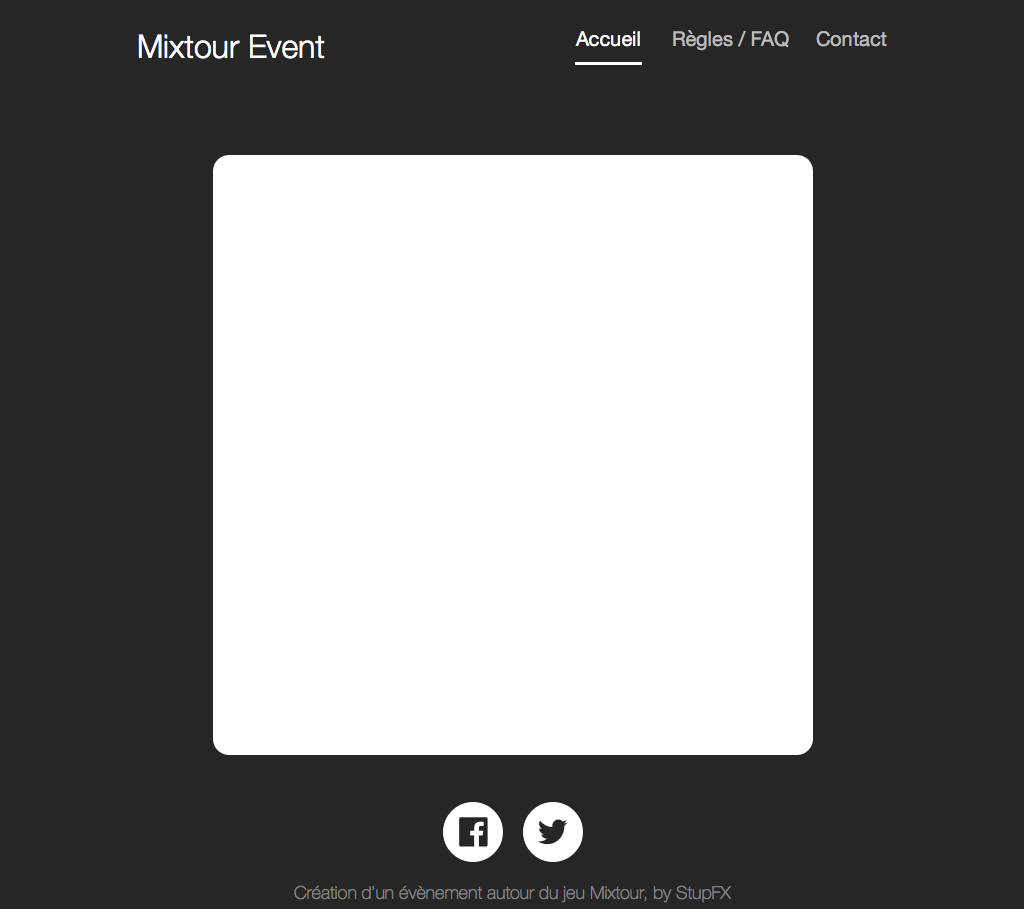 Mixtour Event
Accueil Règles / FAQ Contact
Création d'un évènement autour du jeu Mixtour, by StupFX